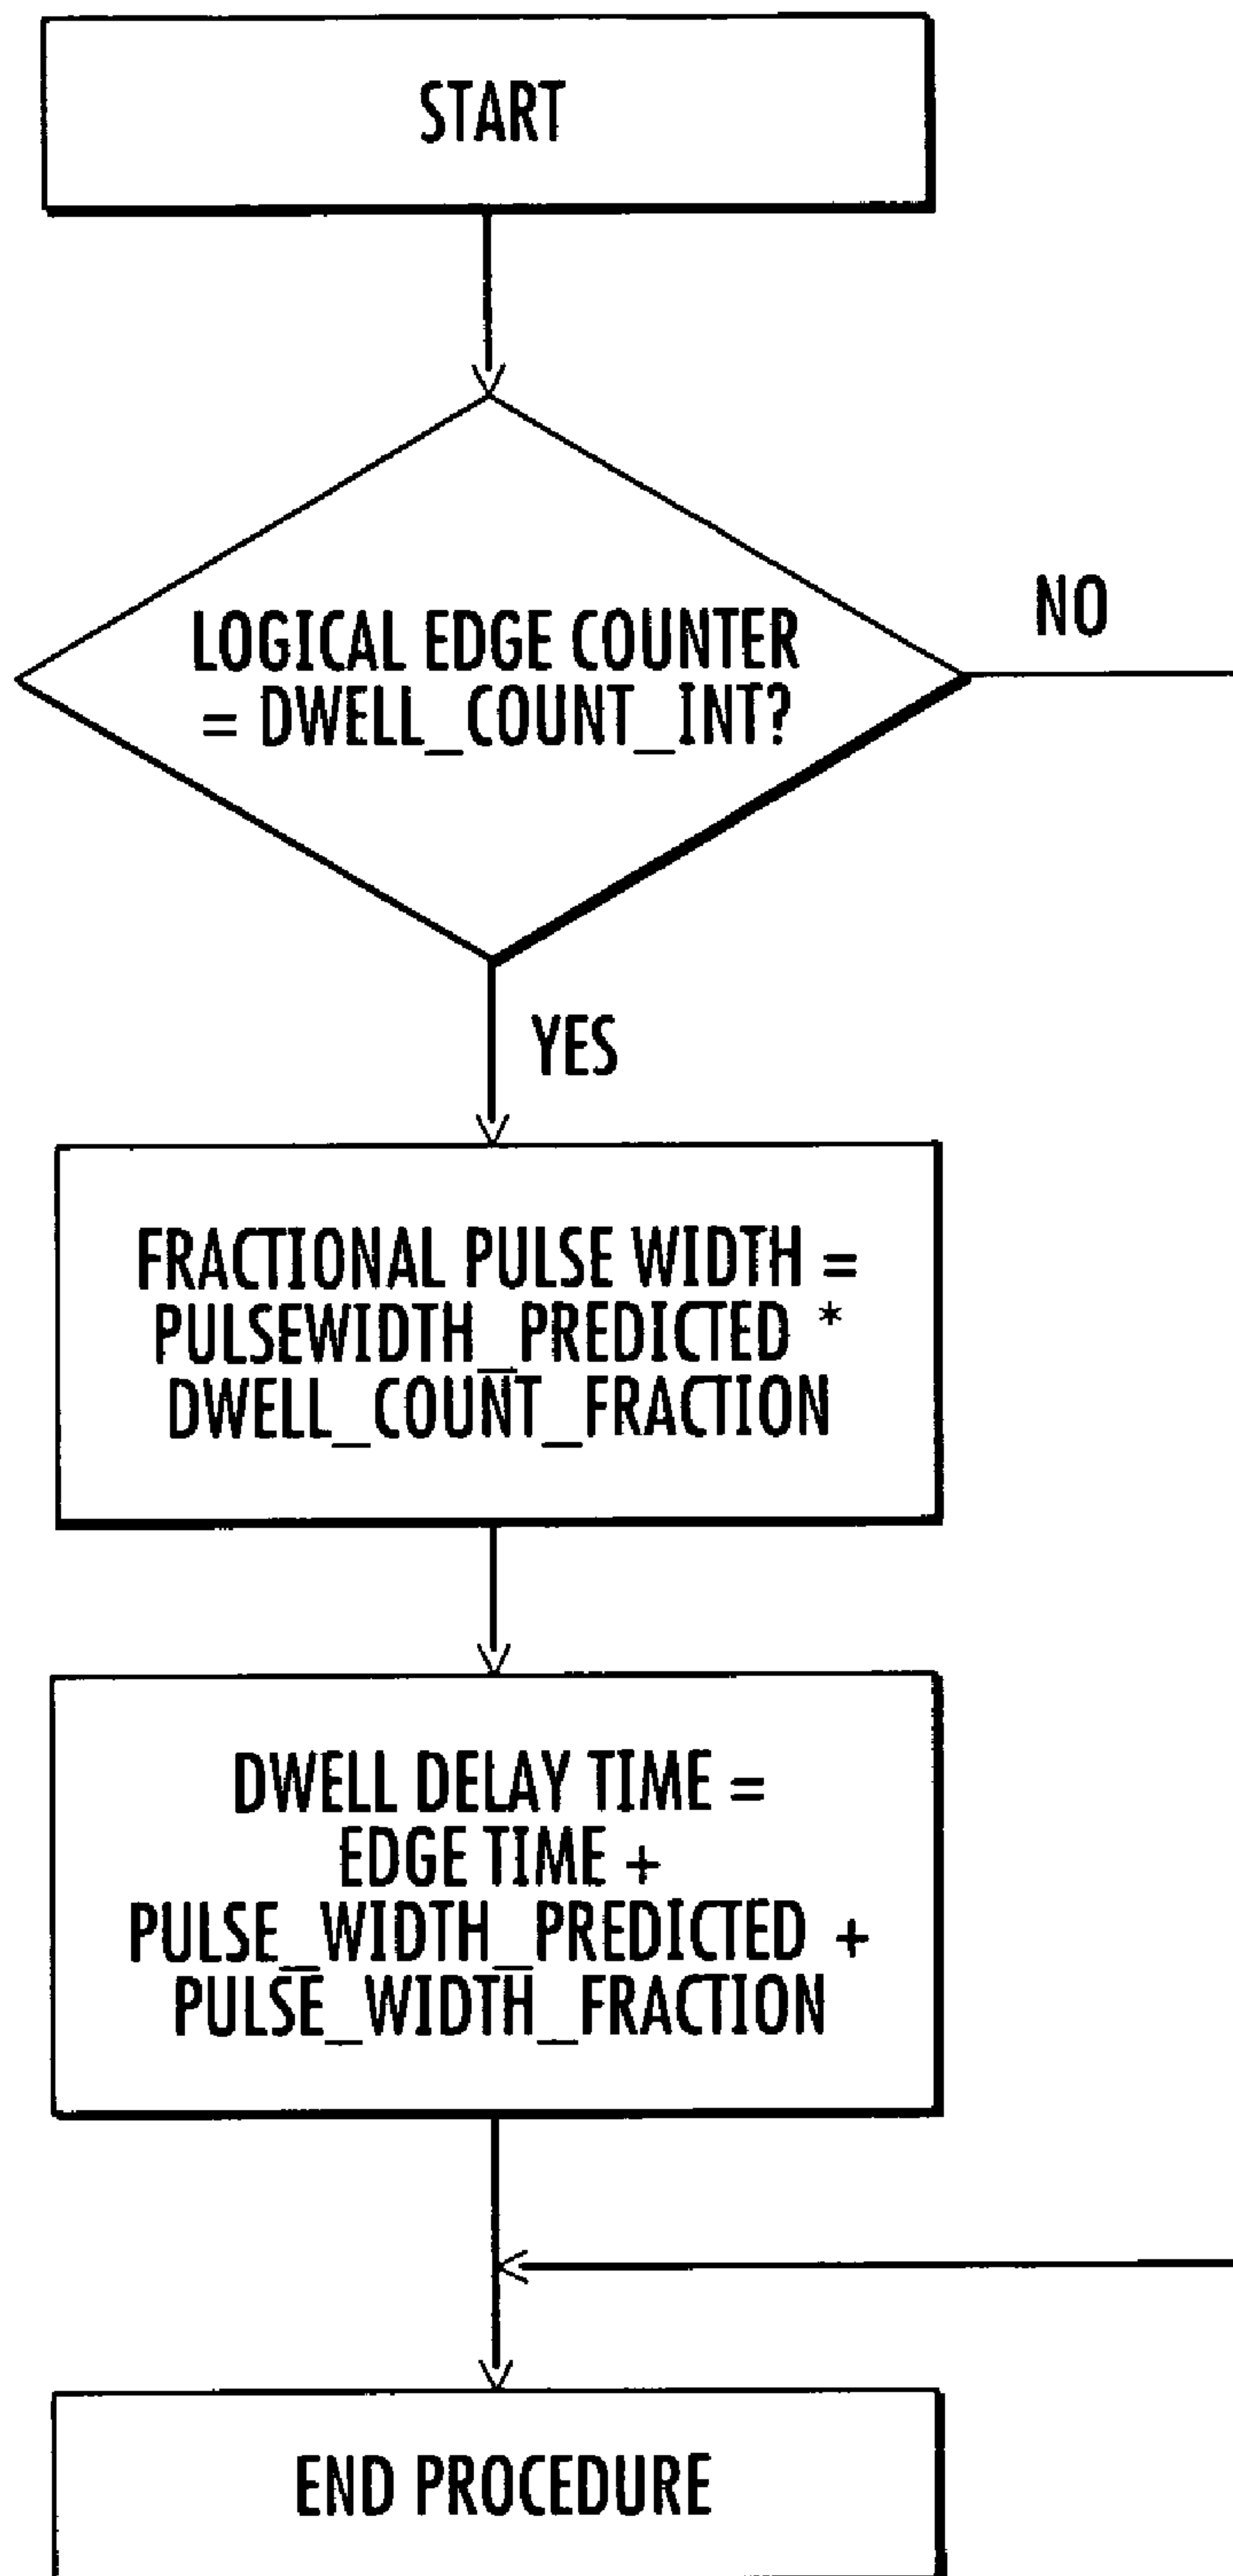 START
LOGICAL EDGE COUNTER
= DWELL_COUNT_INT?
NO
YES
FRACTIONAL PULSE WIDTH =
PULSEWIDTH_PREDICTED *
DWELL_COUNT_FRACTION
DWELL DELAY TIME =
EDGE TIME +
PULSE_WIDTH_PREDICTED +
PULSE_WIDTH_FRACTION
END PROCEDURE